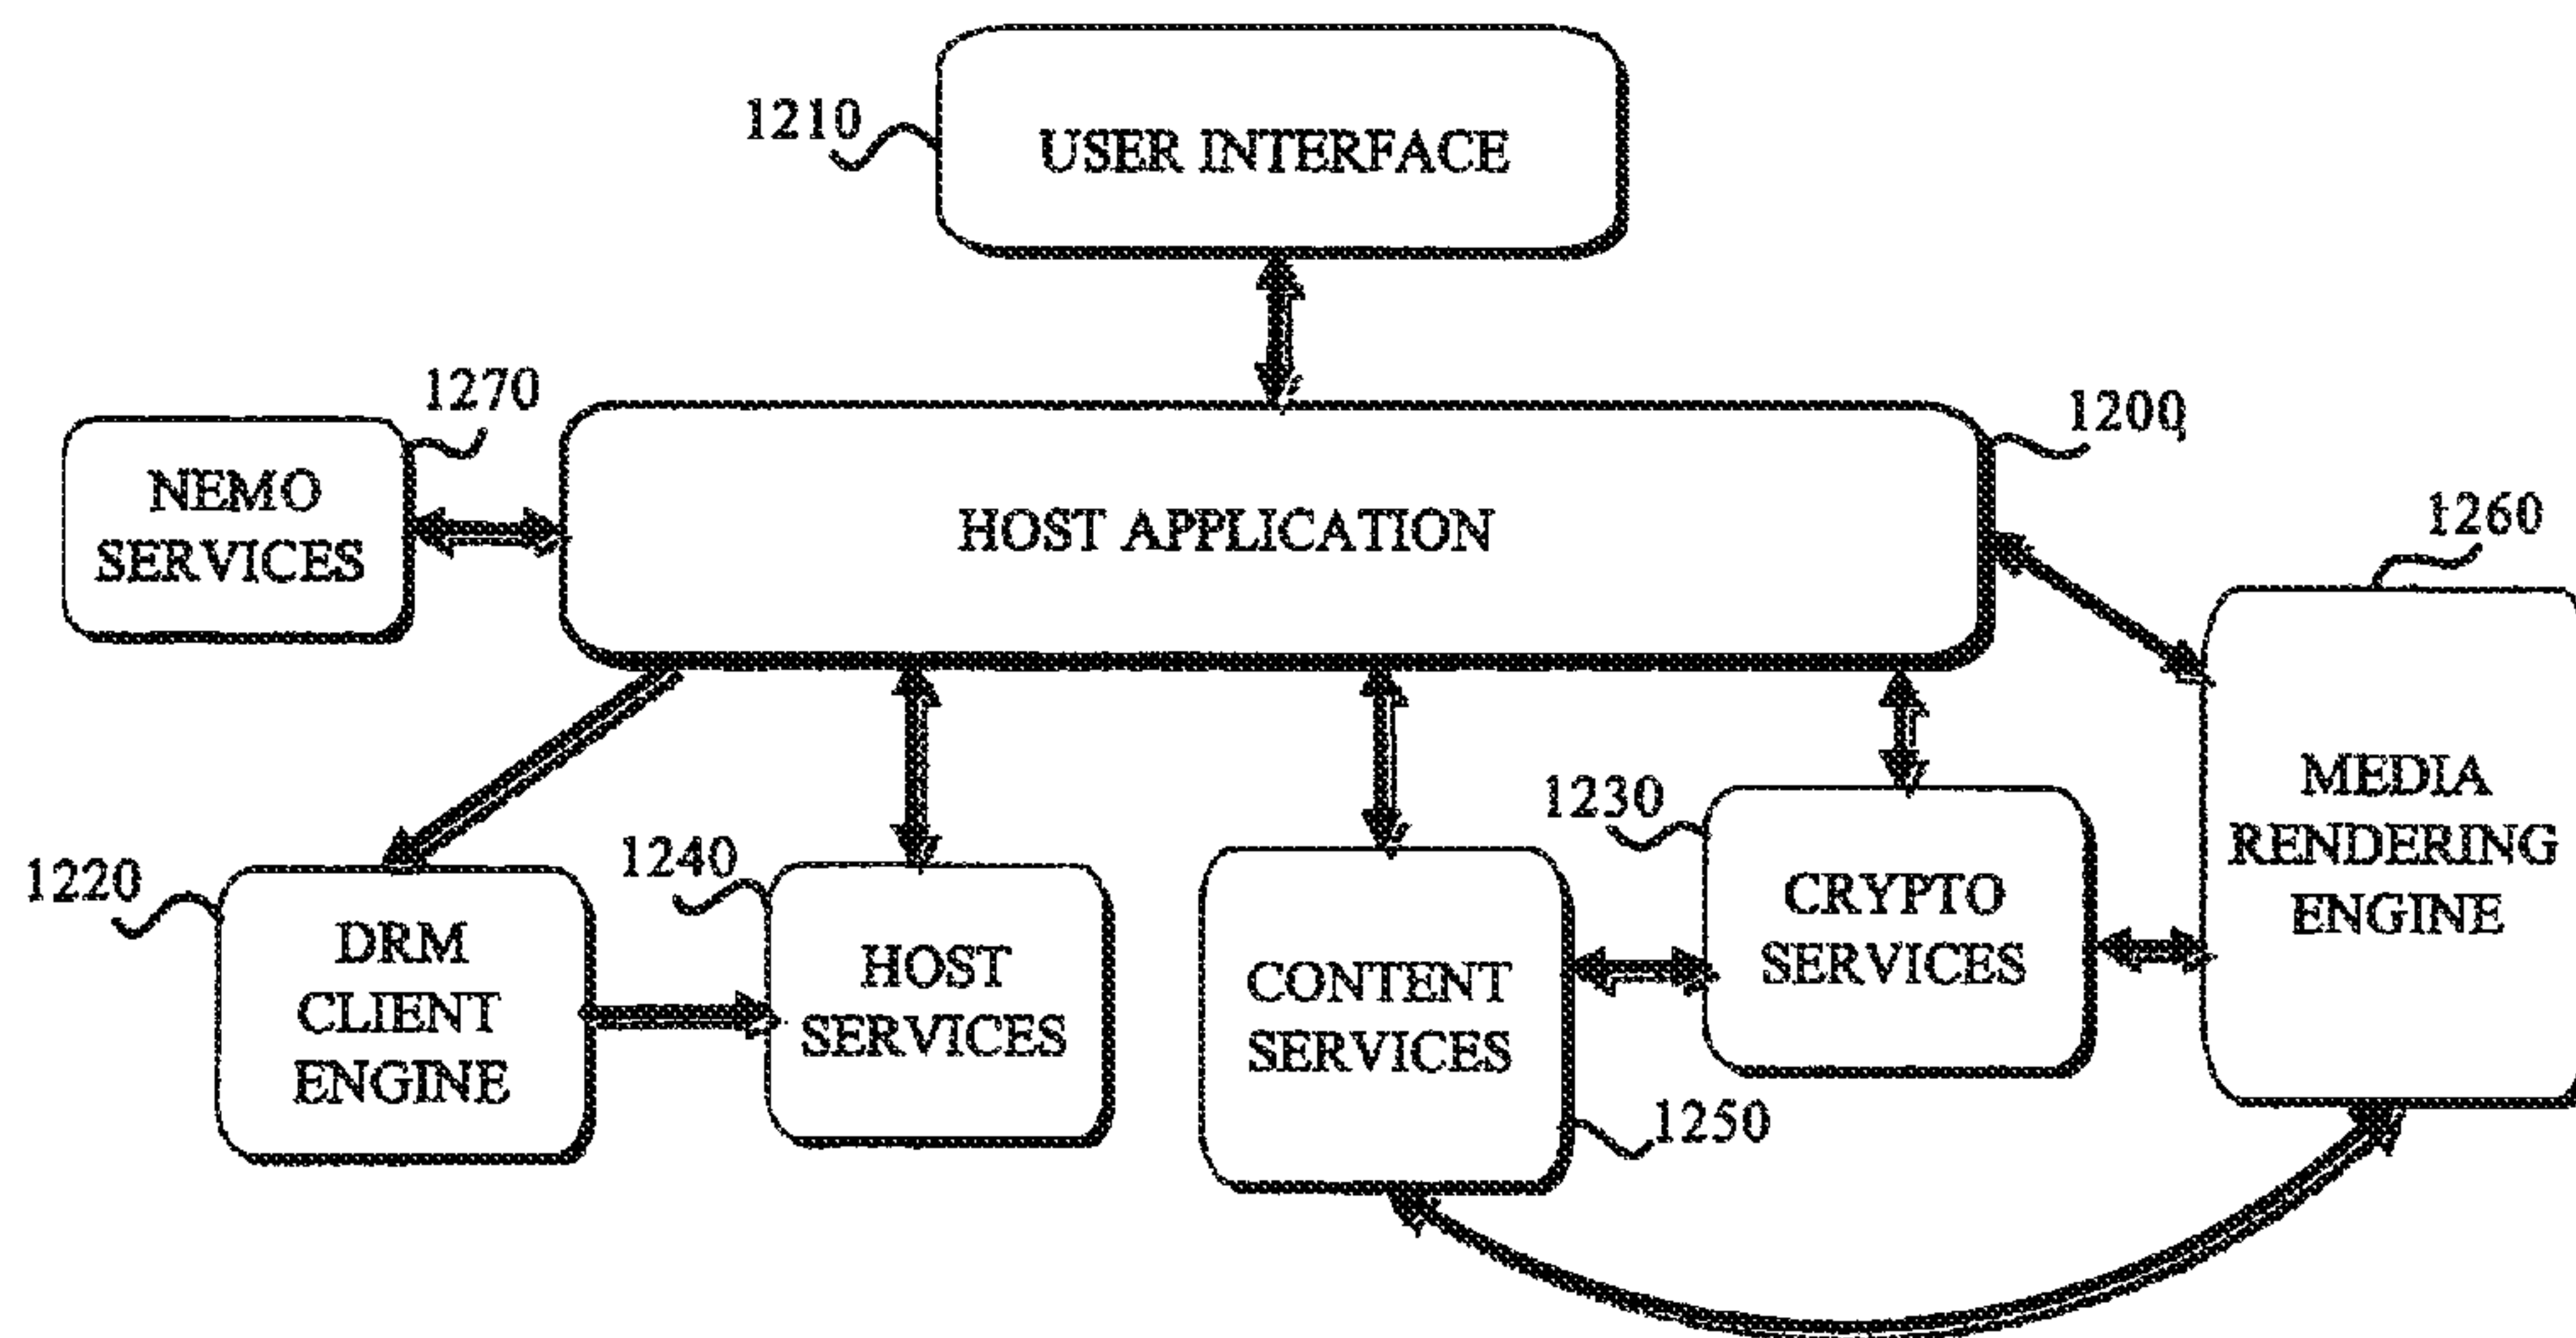 1210
USER INTERFACE
1270
1200
NEMO
SERVICES
HOST APPLICATION
1260
MEDIA
RENDERING
ENGINE
1220
DRM
CLIENT
ENGINE
1240
HOST
SERVICES
CONTENT
SERVICES
1250
1230
CRYPTO
SERVICES